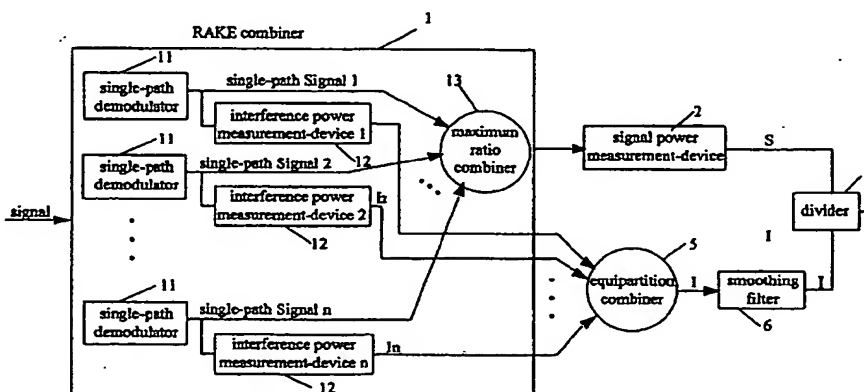 1
RAKE combiner
11
single-path
demodulator
single-path Signal 1
13
interference power
measurement-device 1
12
maximum
ratio
combiner
2
signal power
measurement-device
S
11
single-path
demodulator
single-path Signal 2
interference power
measurement-device 2
12
I2
signal
divider
I
5
equipartition
combiner
I
smoothing
filter
I
6
11
single-path
demodulator
single-path Signal n
interference power
measurement-device n
In
12